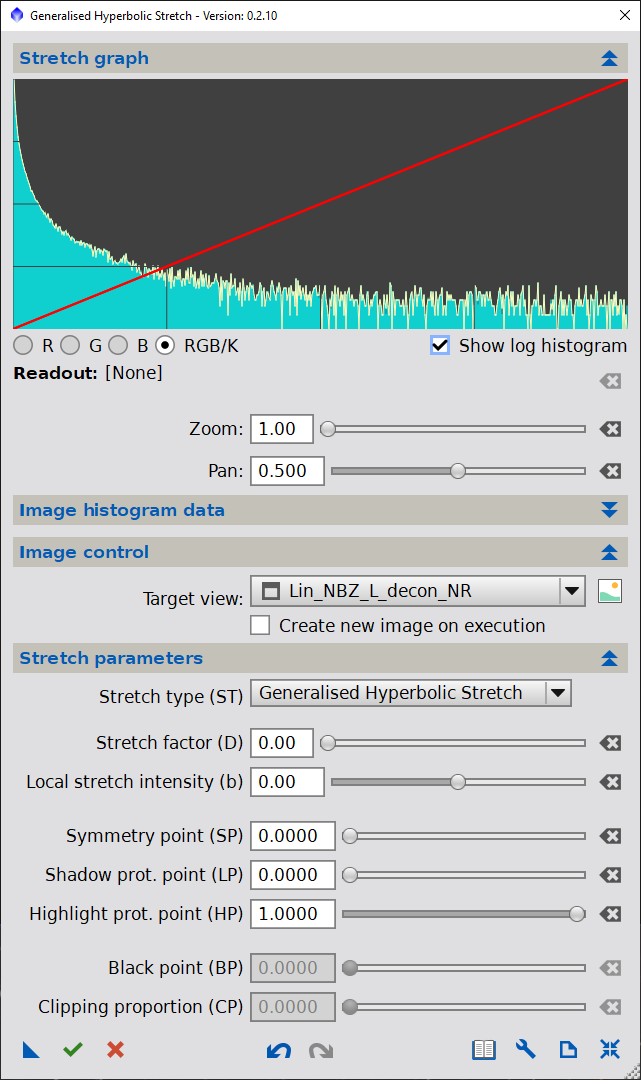 Generalised Hyperbolic Stretch - Version: 0.2.10
Stretch graph
R G B RGB/K Show log histogram
Readout: [None]
Zoom: 1.00
Pan: 0.500
Image histogram data
Image control
Target view: Lin_NBZ_L_decon_NR
Create new image on execution
Stretch parameters
Stretch type (ST) Generalised Hyperbolic Stretch
Stretch factor (D) 0.00
Local stretch intensity (b) 0.00
Symmetry point (SP) 0.0000
Shadow prot. point (LP) 0.0000
Highlight prot. point (HP) 1.0000
Black point (BP) 0.0000
Clipping proportion (CP) 0.0000